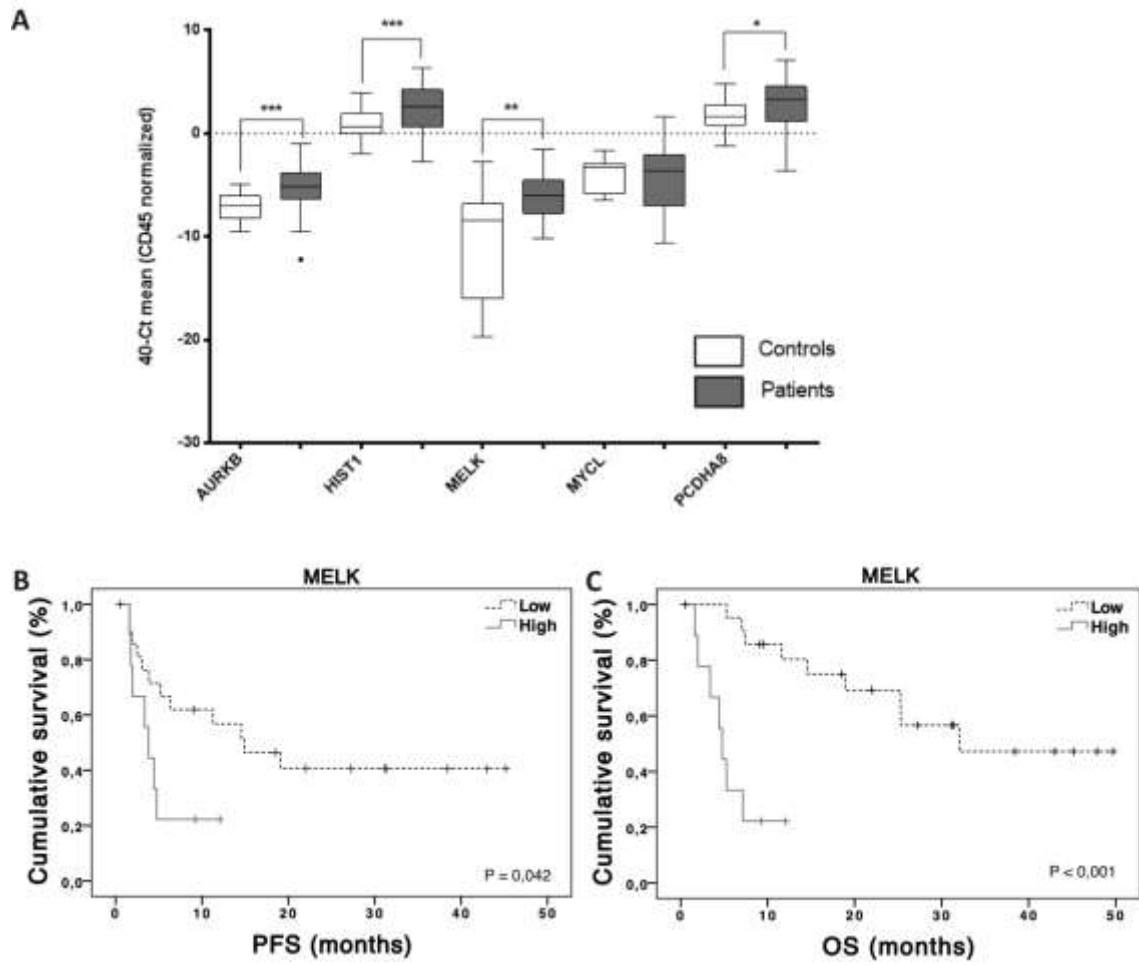 A
10
0
-10
-20
-30
40-Ct mean (CD45 normalized)
***
***
**
*
Controls
Patients
AURKB
HIST1
MELK
MYCL
PCDHA8
B
MELK
Cumulative survival (%)
1,0
0,8
0,6
0,4
0,2
0,0
Low
High
P = 0,042
0 10 20 30 40 50
PFS (months)
C
MELK
Cumulative survival (%)
1,0
0,8
0,6
0,4
0,2
0,0
Low
High
P < 0,001
0 10 20 30 40 50
OS (months)